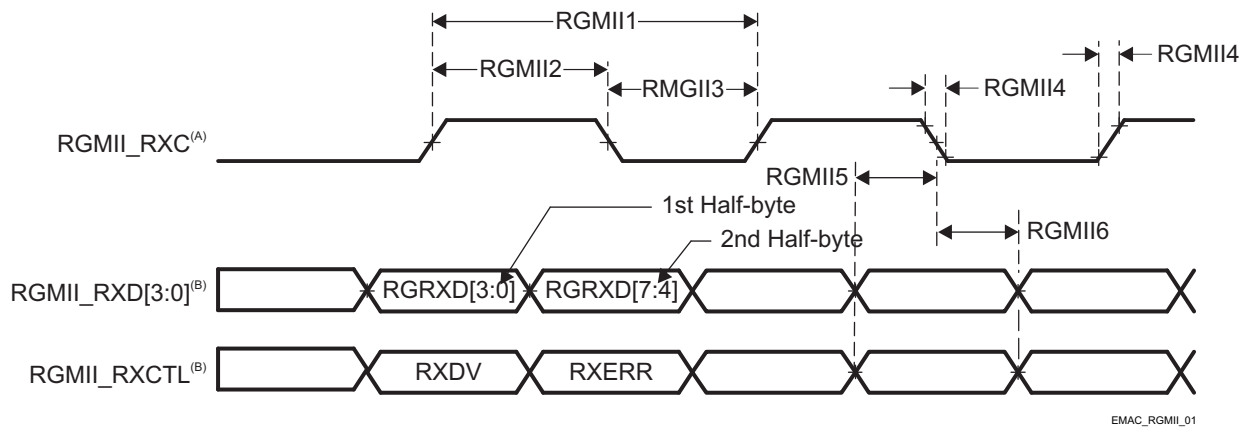 RGMII1
RGMII2
RMGII3
RGMII4
RGMII4
RGMII_RXC(A)
RGMII5
1st Half-byte
2nd Half-byte
RGMII6
RGMII_RXD[3:0](B)
RGRXD[3:0]
RGRXD[7:4]
RGMII_RXCTL(B)
RXDV
RXERR
EMAC_RGMII_01